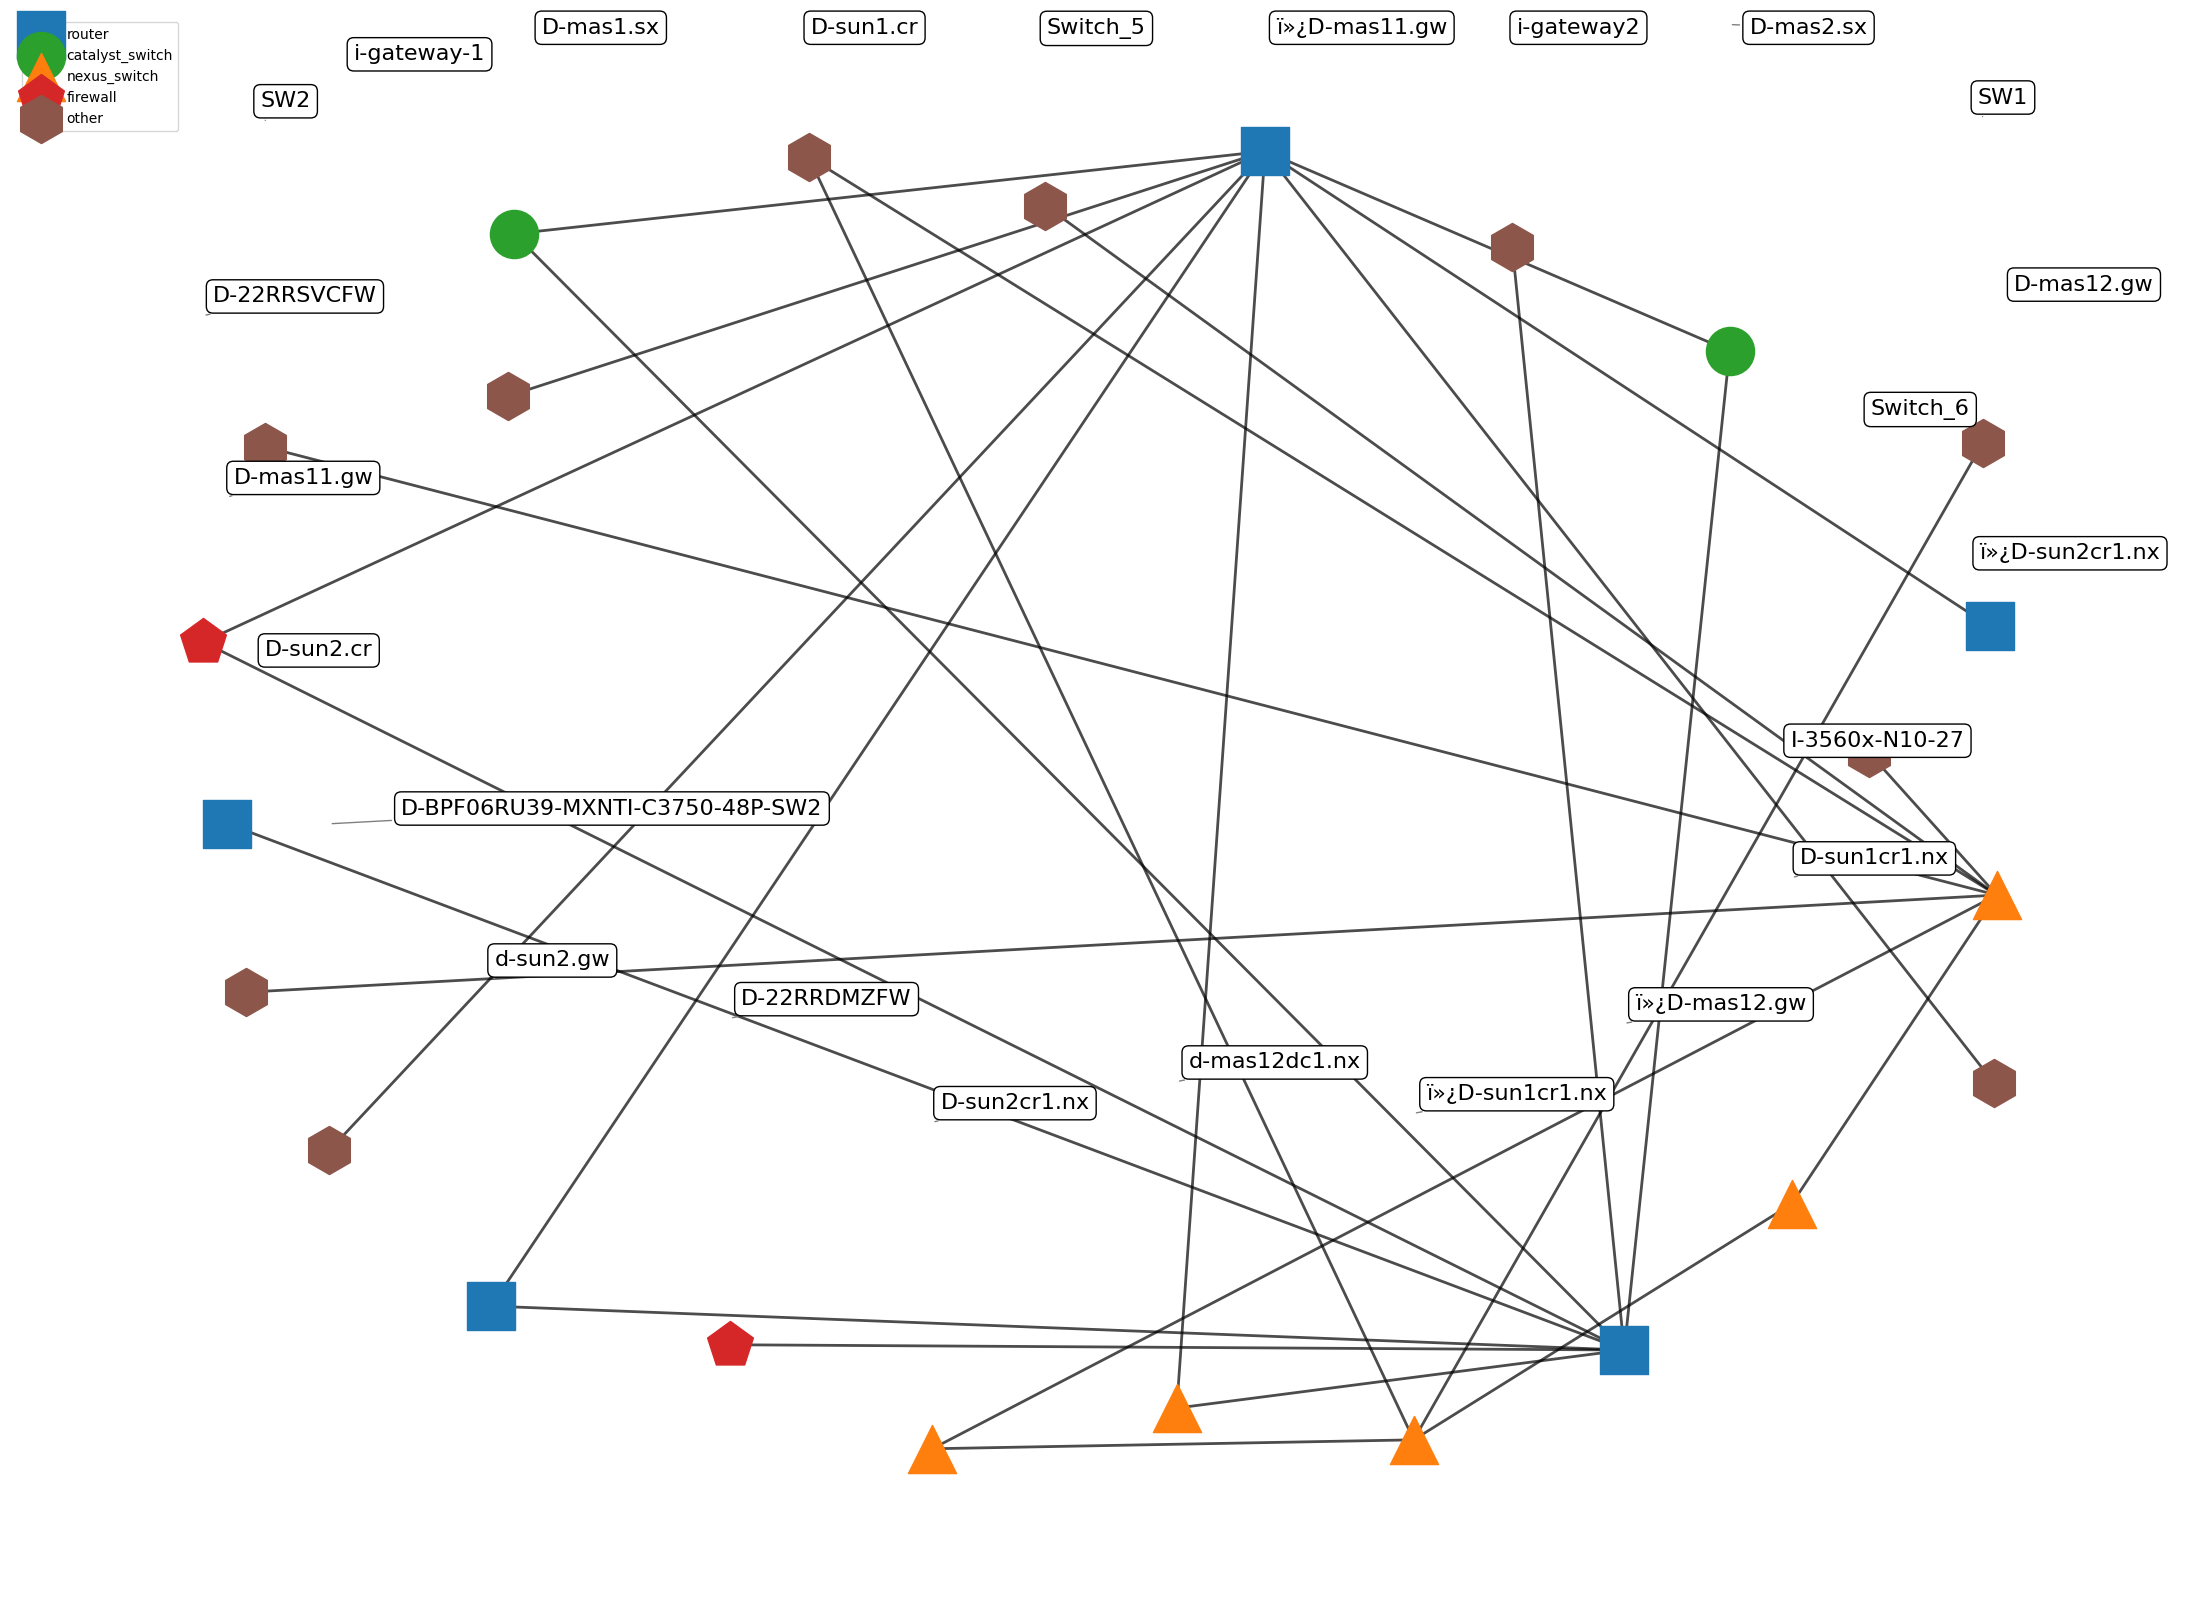 router
catalyst_switch
nexus_switch
firewall
other
D-mas1.sx
D-sun1.cr
Switch_5
ï»¿D-mas11.gw
i-gateway2
D-mas2.sx
i-gateway-1
SW2
SW1
D-22RRSVCFW
D-mas12.gw
Switch_6
D-mas11.gw
ï»¿D-sun2cr1.nx
D-sun2.cr
I-3560x-N10-27
D-BPF06RU39-MXNTI-C3750-48P-SW2
D-sun1cr1.nx
d-sun2.gw
D-22RRDMZFW
ï»¿D-mas12.gw
d-mas12dc1.nx
ï»¿D-sun1cr1.nx
D-sun2cr1.nx